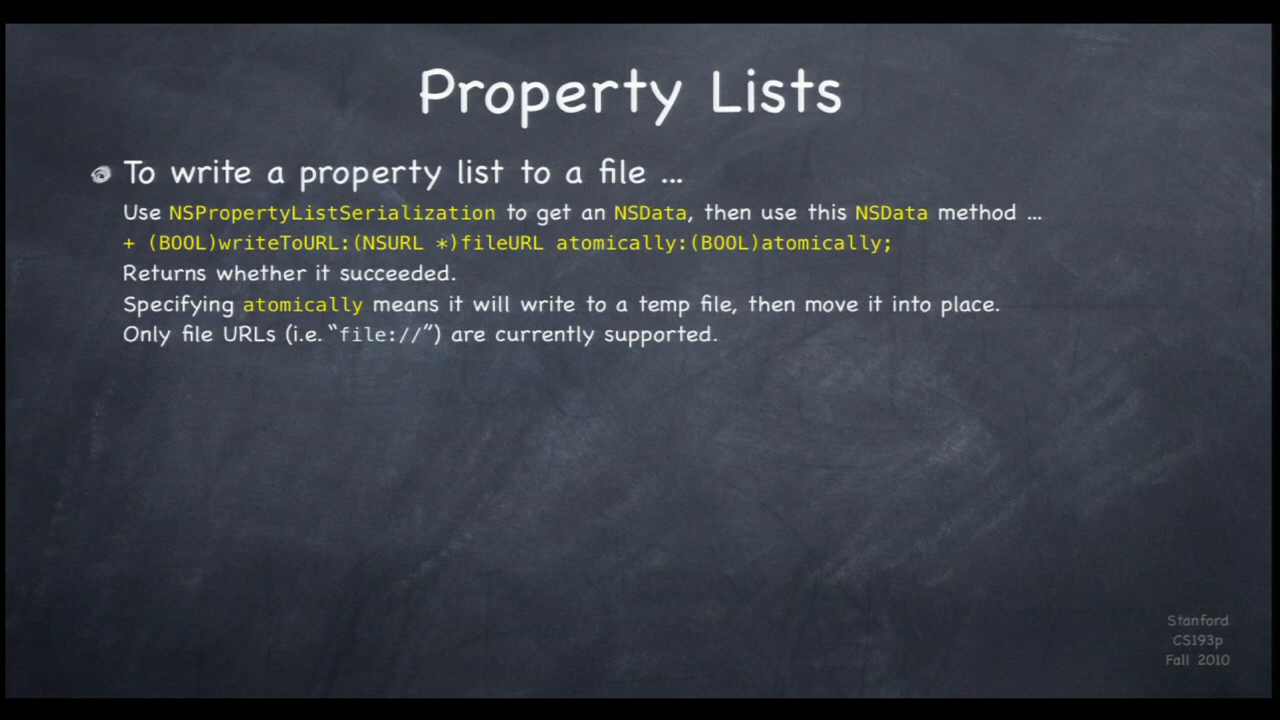 Property Lists
To write a property list to a file ...
Use NSPropertyListSerialization to get an NSData, then use this NSData method ...
+ (BOOL)writeToURL:(NSURL *)fileURL atomically:(BOOL)atomically;
Returns whether it succeeded.
Specifying atomically means it will write to a temp file, then move it into place.
Only file URLs (i.e. “file://”) are currently supported.
Stanford
CS193p
Fall 2010